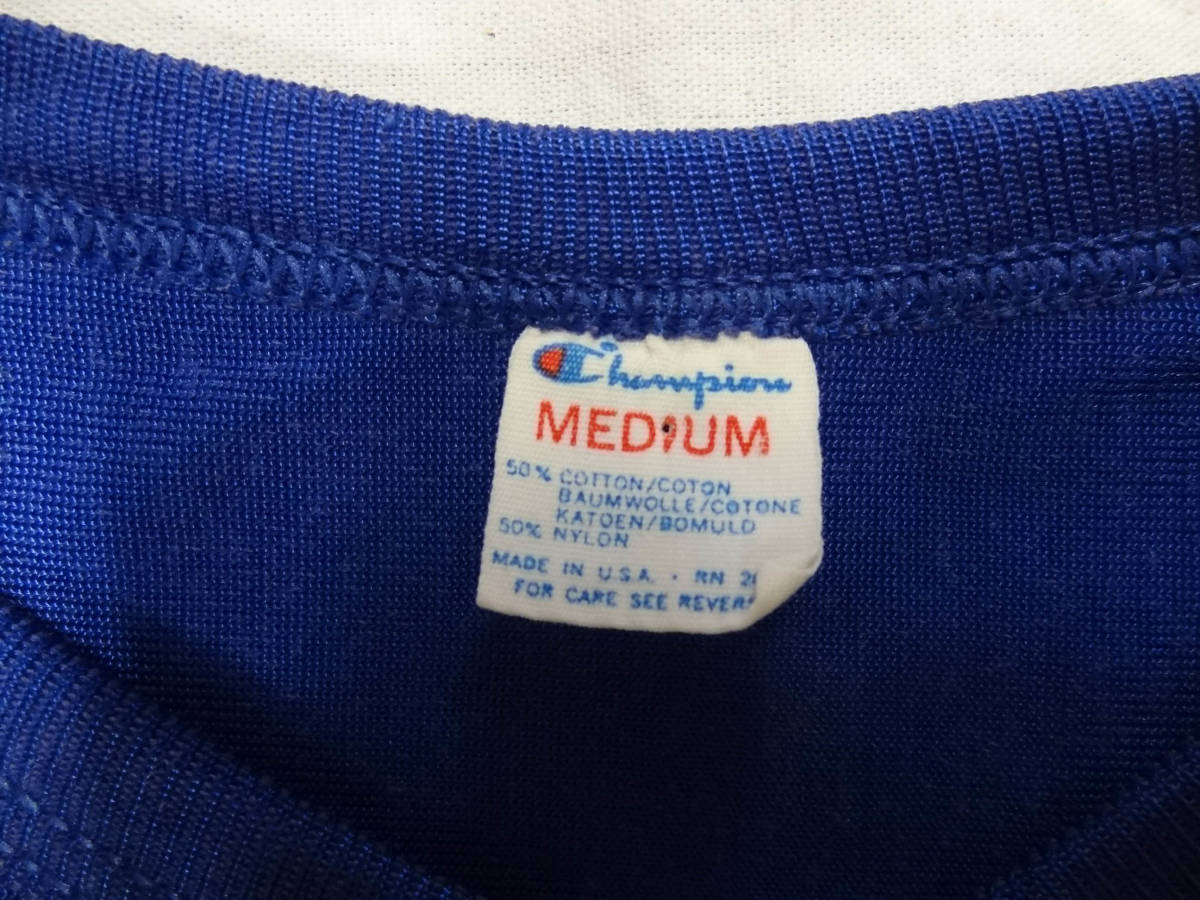 Champion
MEDIUM
50% COTTON/COTON
BAUMWOLLE/COTONE
KATOEN/BOMULD
50% NYLON
MADE IN U.S.A. · RN
FOR CARE SEE